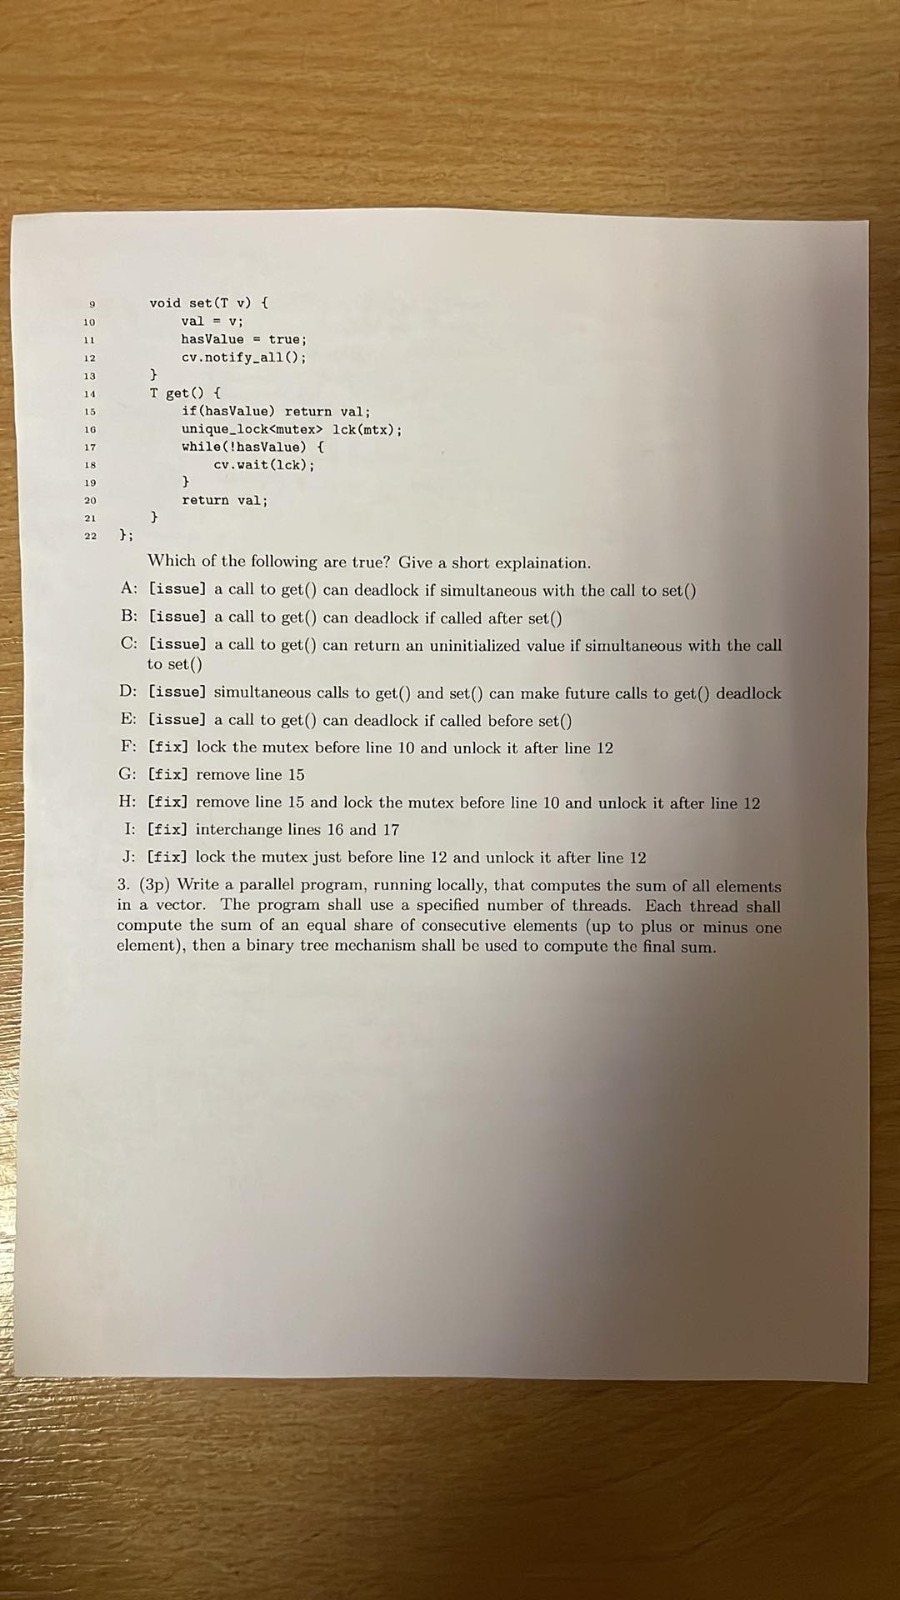 9 void set(T v) {
10 val = v;
11 hasValue = true;
12 cv.notify_all();
13 }
14 T get() {
15 if(hasValue) return val;
16 unique_lock<mutex> lck(mtx);
17 while(!hasValue) {
18 cv.wait(lck);
19 }
20 return val;
21 }
22 };
Which of the following are true? Give a short explaination.
A: [issue] a call to get() can deadlock if simultaneous with the call to set()
B: [issue] a call to get() can deadlock if called after set()
C: [issue] a call to get() can return an uninitialized value if simultaneous with the call
to set()
D: [issue] simultaneous calls to get() and set() can make future calls to get() deadlock
E: [issue] a call to get() can deadlock if called before set()
F: [fix] lock the mutex before line 10 and unlock it after line 12
G: [fix] remove line 15
H: [fix] remove line 15 and lock the mutex before line 10 and unlock it after line 12
I: [fix] interchange lines 16 and 17
J: [fix] lock the mutex just before line 12 and unlock it after line 12
3. (3p) Write a parallel program, running locally, that computes the sum of all elements
in a vector. The program shall use a specified number of threads. Each thread shall
compute the sum of an equal share of consecutive elements (up to plus or minus one
element), then a binary tree mechanism shall be used to compute the final sum.